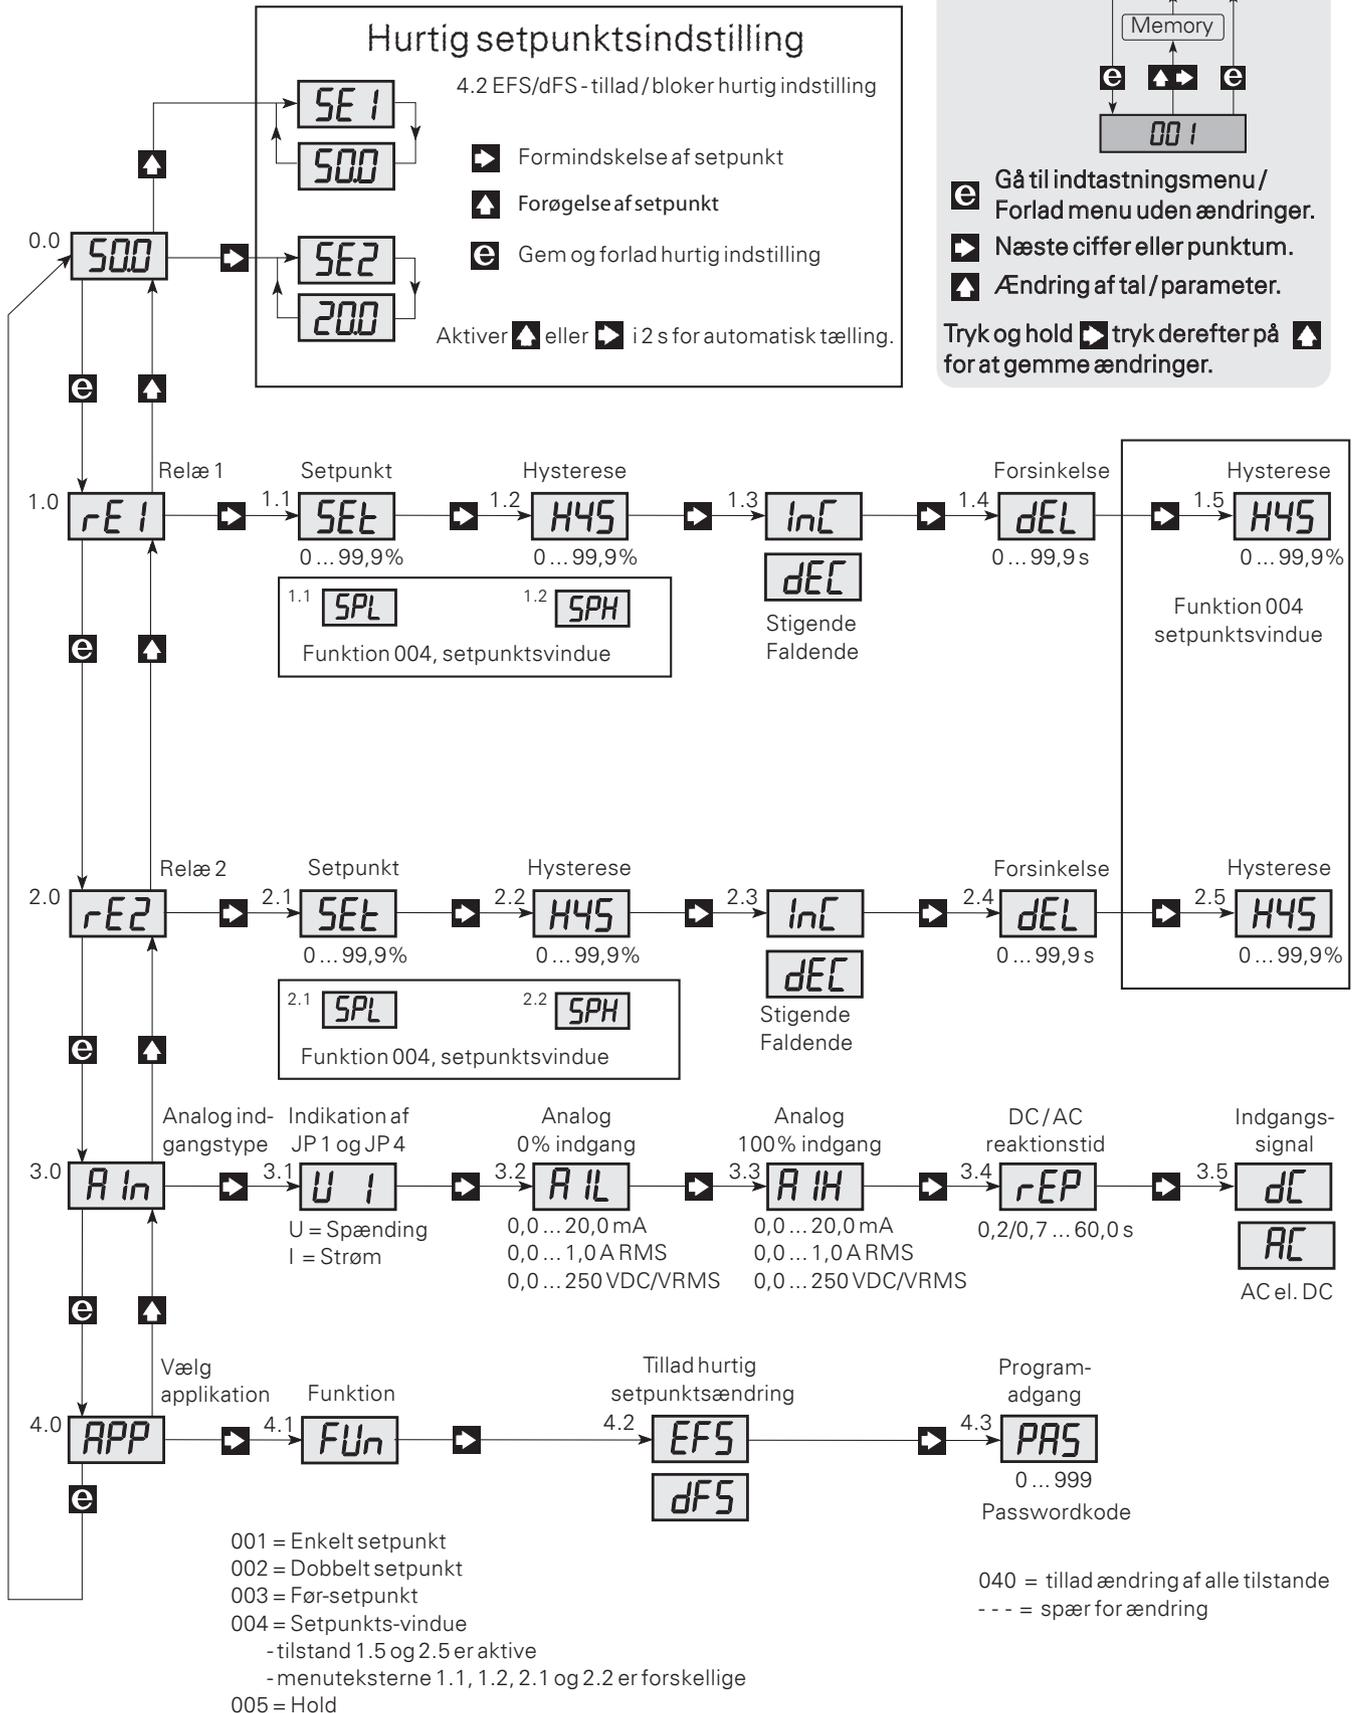 Hurtig setpunktsindstilling
4.2 EFS/dFS - tillad / bloker hurtig indstilling
SE1
50.0
Formindskelse af setpunkt
Forøgelse af setpunkt
e Gem og forlad hurtig indstilling
SE2
20.0
Aktiver eller i 2 s for automatisk tælling.
Memory
e e
001
e Gå til indtastningsmenu /
Forlad menu uden ændringer.
Næste ciffer eller punktum.
Ændring af tal / parameter.
Tryk og hold tryk derefter på
for at gemme ændringer.
0.0 50.0
e
Relæ 1 Setpunkt Hysterese Forsinkelse Hysterese
1.0 rE1 1.1 SEt 1.2 HYS 1.3 InC 1.4 dEL 1.5 HYS
0 ... 99,9% 0 ... 99,9% dEC 0 ... 99,9 s 0 ... 99,9%
1.1 SPL 1.2 SPH
Funktion 004, setpunktsvindue
Stigende
Faldende
Funktion 004
setpunktsvindue
e
Relæ 2 Setpunkt Hysterese Forsinkelse Hysterese
2.0 rE2 2.1 SEt 2.2 HYS 2.3 InC 2.4 dEL 2.5 HYS
0 ... 99,9% 0 ... 99,9% dEC 0 ... 99,9 s 0 ... 99,9%
2.1 SPL 2.2 SPH
Funktion 004, setpunktsvindue
Stigende
Faldende
e
Analog ind-
gangstype
Indikation af
JP 1 og JP 4
Analog
0% indgang
Analog
100% indgang
DC / AC
reaktionstid
Indgangs-
signal
3.0 AIn 3.1 U I 3.2 AIL 3.3 AIH 3.4 rEP 3.5 dC
AC
U = Spænding
I = Strøm
0,0 ... 20,0 mA
0,0 ... 1,0 A RMS
0,0 ... 250 VDC/VRMS
0,0 ... 20,0 mA
0,0 ... 1,0 A RMS
0,0 ... 250 VDC/VRMS
0,2/0,7 ... 60,0 s
AC el. DC
e
Vælg
applikation
Funktion
Tillad hurtig
setpunktsændring
Program-
adgang
4.0 APP 4.1 FUn 4.2 EFS 4.3 PAS
dFS
0 ... 999
Passwordkode
e
001 = Enkelt setpunkt
002 = Dobbelt setpunkt
003 = Før-setpunkt
004 = Setpunkts-vindue
- tilstand 1.5 og 2.5 er aktive
- menuteksterne 1.1, 1.2, 2.1 og 2.2 er forskellige
005 = Hold
040 = tillad ændring af alle tilstande
- - - = spær for ændring